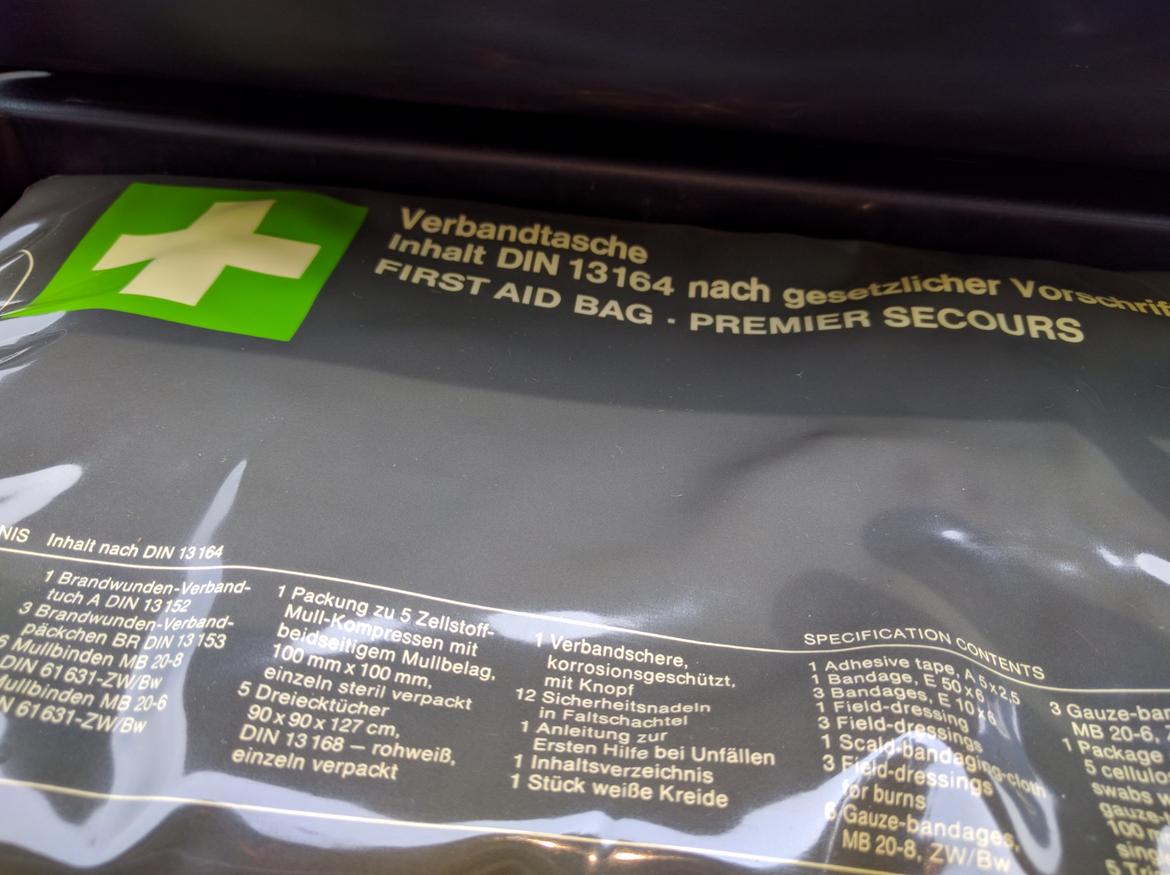 Verbandtasche
Inhalt DIN 13164 nach gesetzlicher Vorschrif
FIRST AID BAG · PREMIER SECOURS
NIS Inhalt nach DIN 13164
1 Brandwunden-Verband-
tuch A DIN 13152
3 Brandwunden-Verband-
päckchen BR DIN 13153
6 Mullbinden MB 20-8
DIN 61631-ZW/Bw
Mullbinden MB 20-6
N 61631-ZW/Bw
1 Packung zu 5 Zellstoff-
Mull-Kompressen mit
beidseitigem Mullbelag,
100 mm x 100 mm,
einzeln steril verpackt
5 Dreiecktücher
90 x 90 x 127 cm,
DIN 13168 – rohweiß,
einzeln verpackt
1 Verbandschere,
korrosionsgeschützt,
mit Knopf
12 Sicherheitsnadeln
in Faltschachtel
1 Anleitung zur
Ersten Hilfe bei Unfällen
1 Inhaltsverzeichnis
1 Stück weiße Kreide
SPECIFICATION CONTENTS
1 Adhesive tape, A 5 x 2,5
1 Bandage, E 50 x 6
3 Bandages, E 10 x 6
1 Field-dressing
3 Field-dressings
1 Scald-bandaging-cloth
3 Field-dressings
for burns
6 Gauze-bandages,
MB 20-8, ZW/Bw
3 Gauze-ban
MB 20-6, Z
1 Package
5 cellulo
swabs w
gauze-
100 m
sing
5 Tri